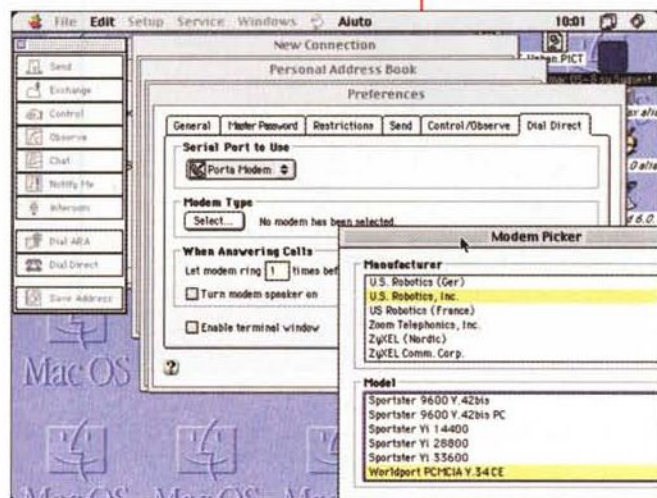 File Edit Setup Service Windows Aiuto 10:01
New Connection
Personal Address Book
Preferences
Send
Exchange
Control
Observe
Chat
Notify Me
Intercom
Dial ARA
Dial Direct
Save Address
General Master Password Restrictions Send Control/Observe Dial Direct
Serial Port to Use
Porta Modem
Modem Type
Select... No modem has been selected.
When Answering Calls
Let modem ring 1 times bef
Turn modem speaker on
Enable terminal window
?
Modem Picker
Manufacturer
U.S. Robotics (Ger)
U.S. Robotics, Inc.
US Robotics (France)
Zoom Telephonics, Inc.
ZyXEL (Nordic)
ZyXEL Comm. Corp.
Model
Sportster 9600 V.42bis
Sportster 9600 V.42bis PC
Sportster Vi 14400
Sportster Vi 28800
Sportster Vi 33600
Worldport PCMCIA V.34 CE
Mac OS
Mac OS Mac OS